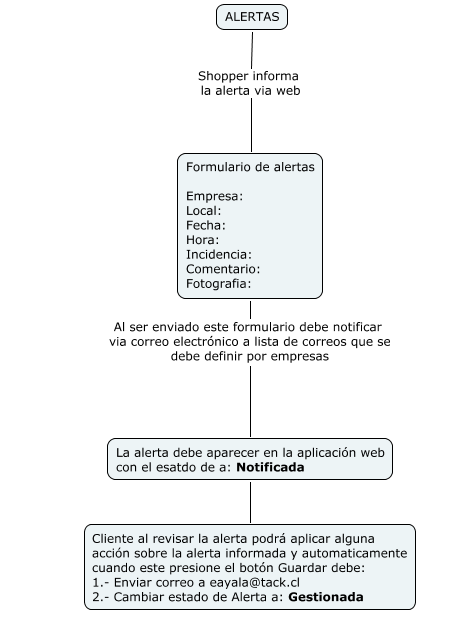 ALERTAS
Shopper informa
la alerta via web
Formulario de alertas
Empresa:
Local:
Fecha:
Hora:
Incidencia:
Comentario:
Fotografia:
Al ser enviado este formulario debe notificar
via correo electrónico a lista de correos que se
debe definir por empresas
La alerta debe aparecer en la aplicación web
con el esatdo de a: Notificada
Cliente al revisar la alerta podrá aplicar alguna
acción sobre la alerta informada y automaticamente
cuando este presione el botón Guardar debe:
1.- Enviar correo a eayala@tack.cl
2.- Cambiar estado de Alerta a: Gestionada